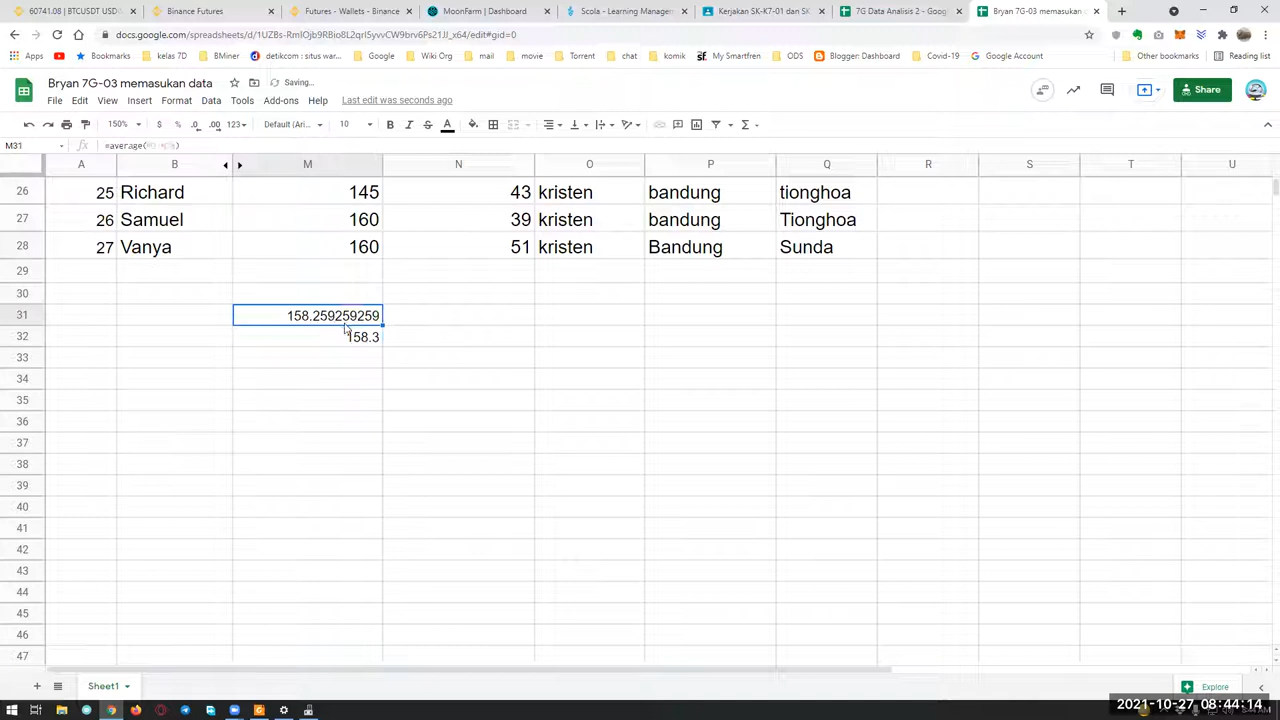 60741.08 | BTCUSDT USD
Binance Futures
Futures - Wallets - Binance
MoonFarm | Dashboard
Scola - Learning Manage
Kerjakan SK-K7-01 dan SK
7G Data Analisis 2 - Goog
Bryan 7G-03 memasukan
docs.google.com/spreadsheets/d/
/edit#gid=0
Apps
Bookmarks
kelas 7D
BMiner
detikcom : situs war...
Google
Wiki Org
mail
movie
Torrent
chat
komik
My Smartfren
ODS
Blogger: Dashboard
Covid-19
Google Account
Other bookmarks
Reading list
Bryan 7G-03 memasukan data
Saving...
File Edit View Insert Format Data Tools Add-ons Help Last edit was seconds ago
Share
150% $ % .0 .00 123 Default (Ari... 10 B I S A Σ
M31 fx =average(
A B M N O P Q R S T U
26 25 Richard 145 43 kristen bandung tionghoa
27 26 Samuel 160 39 kristen bandung Tionghoa
28 27 Vanya 160 51 kristen Bandung Sunda
29
30
31 158.259259259
32 158.3
33
34
35
36
37
38
39
40
41
42
43
44
45
46
47
Sheet1
Explore
2021-10-27 08:44:14